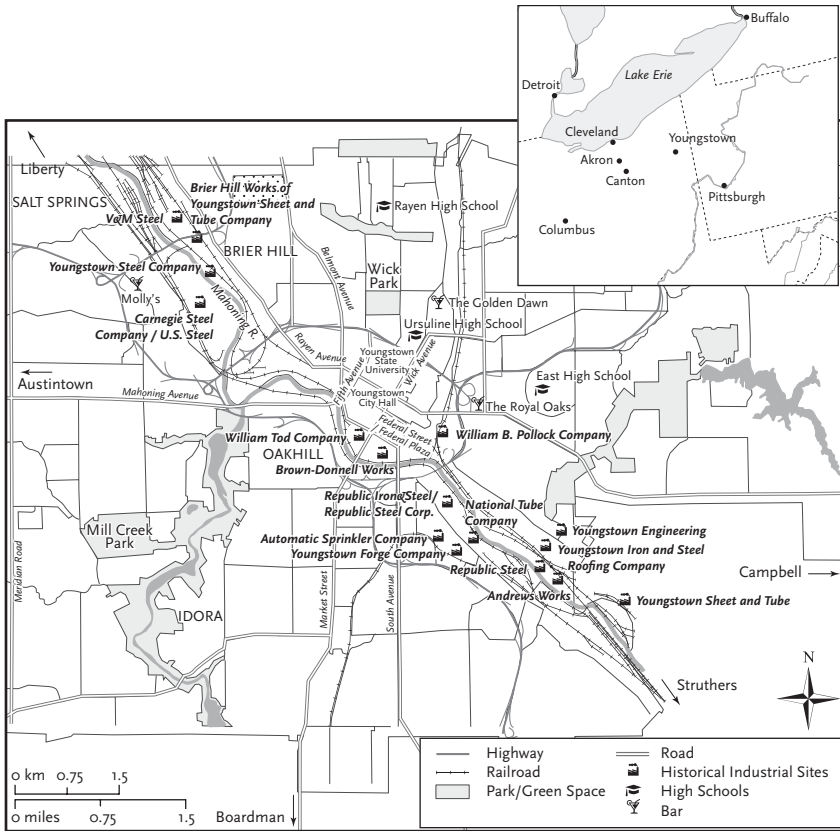 Buffalo
Lake Erie
Detroit
Cleveland
Youngstown
Akron
Canton
Pittsburgh
Columbus
Liberty
SALT SPRINGS
Brier Hill Works of
Youngstown Sheet and
Tube Company
V&M Steel
Rayen High School
BRIER HILL
Belmont Avenue
Youngstown Steel Company
Wick
Park
Molly's
Mahoning R.
The Golden Dawn
Carnegie Steel
Company / U.S. Steel
Ursuline High School
Rayen Avenue
Youngstown
State
University
Wick Avenue
Fifth Avenue
Austintown
Mahoning Avenue
East High School
Youngstown
City Hall
The Royal Oaks
Federal Street
Federal Plaza
William Tod Company
William B. Pollock Company
OAKHILL
Brown-Donnell Works
Republic Iron&Steel/
Republic Steel Corp.
National Tube
Company
Mill Creek
Park
Automatic Sprinkler Company
Youngstown Forge Company
Youngstown Engineering
Youngstown Iron and Steel
Roofing Company
Republic Steel
Campbell
Meridian Road
Market Street
South Avenue
Andrews Works
Youngstown Sheet and Tube
IDORA
N
Struthers
Highway
Railroad
Park/Green Space
Road
Historical Industrial Sites
High Schools
Bar
0 km 0.75 1.5
0 miles 0.75 1.5
Boardman